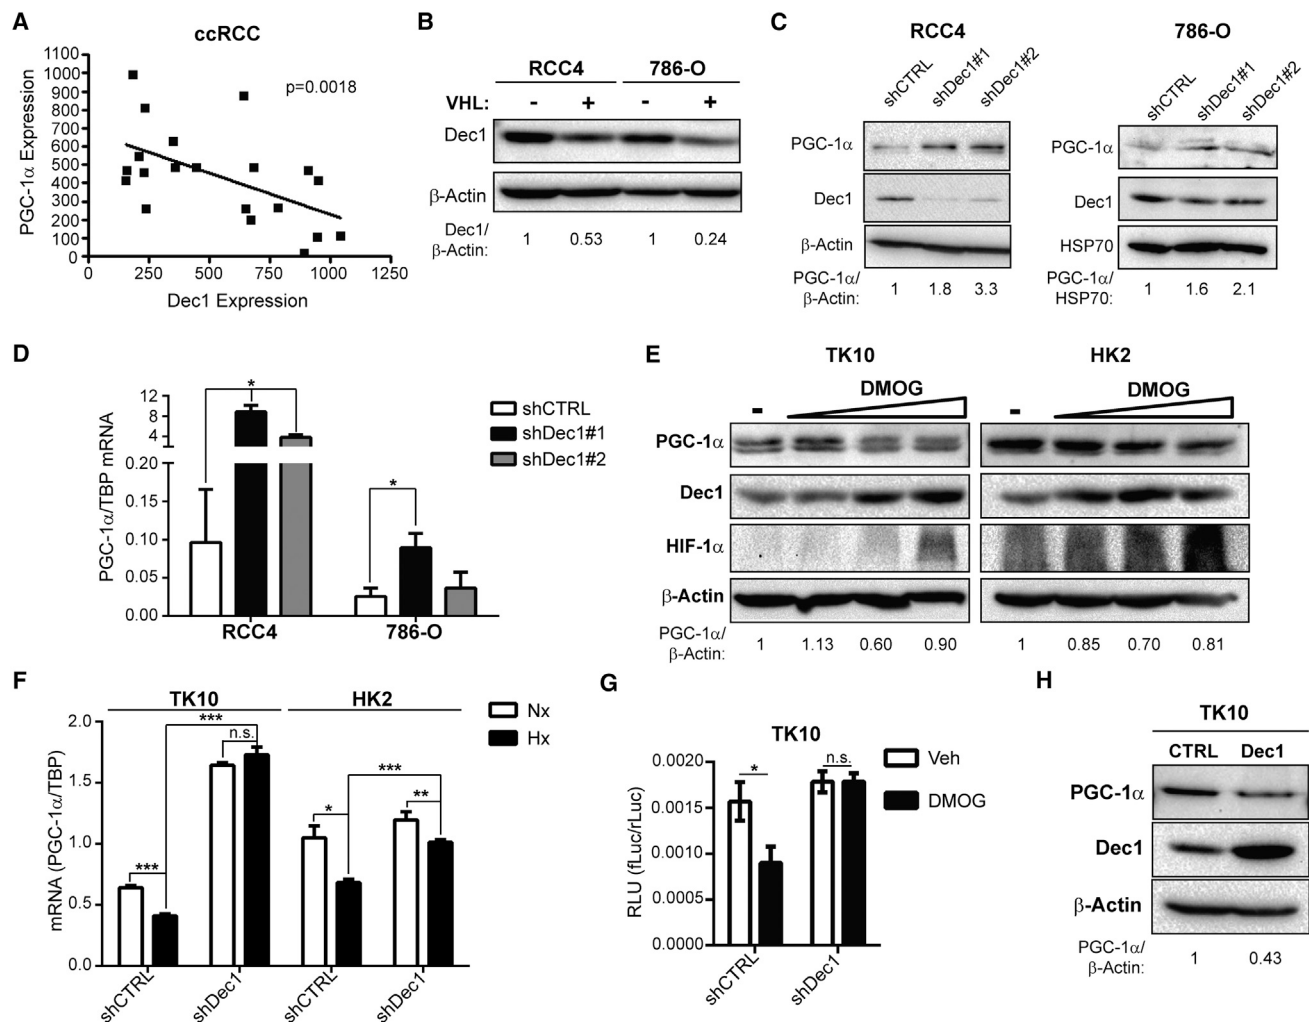 A
ccRCC
PGC-1α Expression
1100
1000
900
800
700
600
500
400
300
200
100
0
p=0.0018
0 250 500 750 1000 1250
Dec1 Expression
B
RCC4 786-O
VHL: - + - +
Dec1
β-Actin
Dec1/
β-Actin: 1 0.53 1 0.24
C
RCC4
shCTRL shDec1#1 shDec1#2
PGC-1α
Dec1
β-Actin
PGC-1α/
β-Actin: 1 1.8 3.3
786-O
shCTRL shDec1#1 shDec1#2
PGC-1α
Dec1
HSP70
PGC-1α/
HSP70: 1 1.6 2.1
D
PGC-1α/TBP mRNA
12
8
4
0.20
0.15
0.10
0.05
0.00
*
*
RCC4 786-O
shCTRL
shDec1#1
shDec1#2
E
TK10 HK2
- DMOG - DMOG
PGC-1α
Dec1
HIF-1α
β-Actin
PGC-1α/
β-Actin: 1 1.13 0.60 0.90 1 0.85 0.70 0.81
F
TK10 HK2
mRNA (PGC-1α/TBP)
2.0
1.5
1.0
0.5
0.0
***
n.s.
***
***
*
**
shCTRL shDec1 shCTRL shDec1
Nx
Hx
G
TK10
RLU (fLuc/rLuc)
0.0020
0.0015
0.0010
0.0005
0.0000
* n.s.
shCTRL shDec1
Veh
DMOG
H
TK10
CTRL Dec1
PGC-1α
Dec1
β-Actin
PGC-1α/
β-Actin: 1 0.43